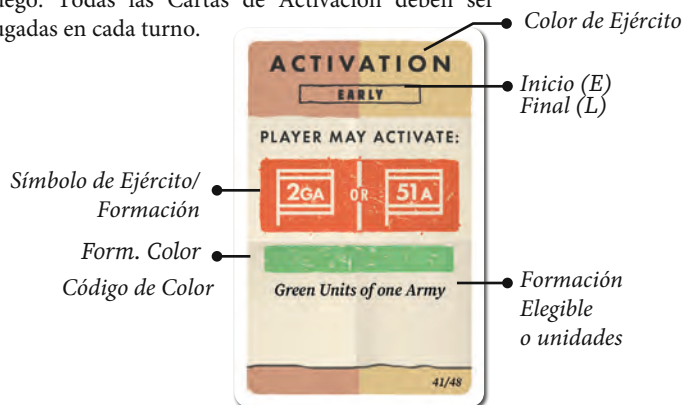 Todas las Cartas de Activación deben ser
ugadas en cada turno.
Color de Ejército
ACTIVATION
EARLY
Inicio (E)
Final (L)
PLAYER MAY ACTIVATE:
Símbolo de Ejército/
Formación
2GA OR 51A
Form. Color
Código de Color
Green Units of one Army
Formación
Elegible
o unidades
41/48